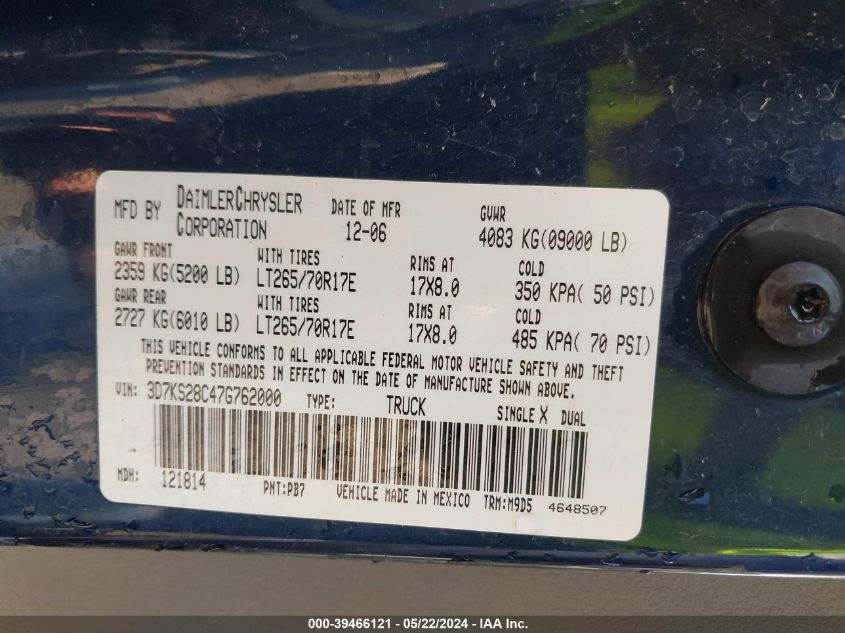 MFD BY DAIMLERCHRYSLER CORPORATION DATE OF MFR 12-06 GVWR 4083 KG(09000 LB)
GAWR FRONT WITH TIRES RIMS AT COLD
2359 KG(5200 LB) LT265/70R17E 17X8.0 350 KPA( 50 PSI)
GAWR REAR WITH TIRES RIMS AT COLD
2727 KG(6010 LB) LT265/70R17E 17X8.0 485 KPA( 70 PSI)
THIS VEHICLE CONFORMS TO ALL APPLICABLE FEDERAL MOTOR VEHICLE SAFETY AND THEFT
PREVENTION STANDARDS IN EFFECT ON THE DATE OF MANUFACTURE SHOWN ABOVE.
VIN: 3D7KS28C47G762000 TYPE: TRUCK SINGLE X DUAL
MDH: 121814 PNT:PB7 VEHICLE MADE IN MEXICO TRM:M9D5 4648507
000-39466121 - 05/22/2024 - IAA Inc.